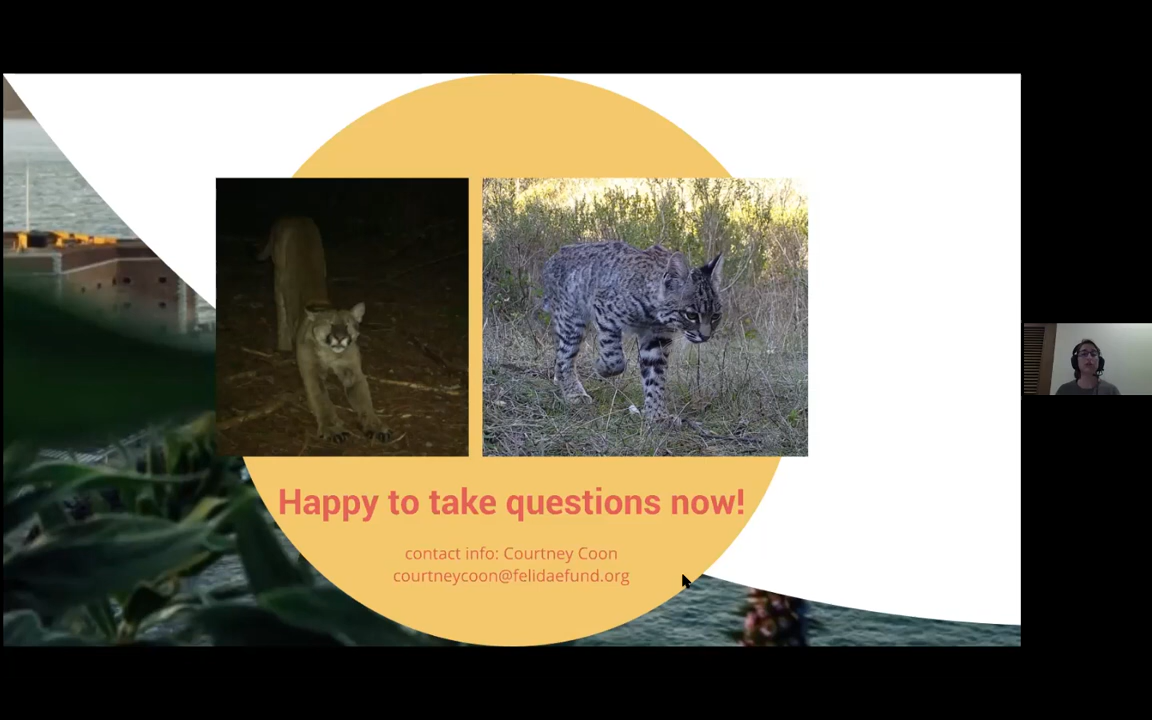 Happy to take questions now!
contact info: Courtney Coon
courtneycoon@felidaefund.org